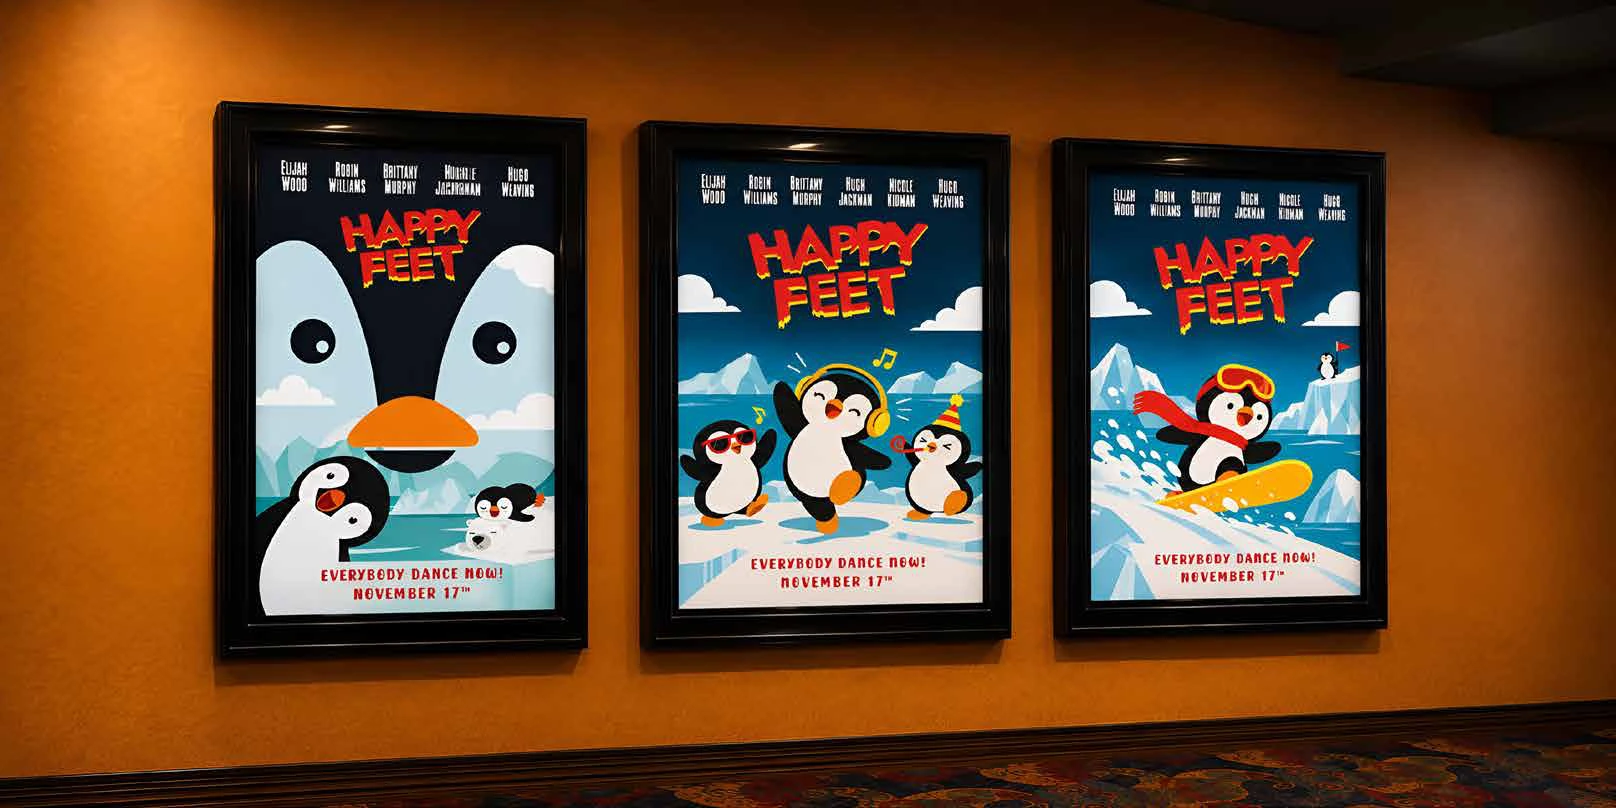 ELIJAH ROBIN BRITTANY HUGO
WOOD WILLIAMS MURPHY WEAVING
HAPPY
FEET
EVERYBODY DANCE NOW!
NOVEMBER 17TH
ELIJAH ROBIN BRITTANY HUGH NICOLE HUGO
WOOD WILLIAMS MURPHY JACKMAN KIDMAN WEAVING
HAPPY
FEET
EVERYBODY DANCE NOW!
NOVEMBER 17TH
ELIJAH ROBIN BRITTANY HUGH NICOLE HUGO
WOOD WILLIAMS MURPHY JACKMAN KIDMAN WEAVING
HAPPY
FEET
EVERYBODY DANCE NOW!
NOVEMBER 17TH